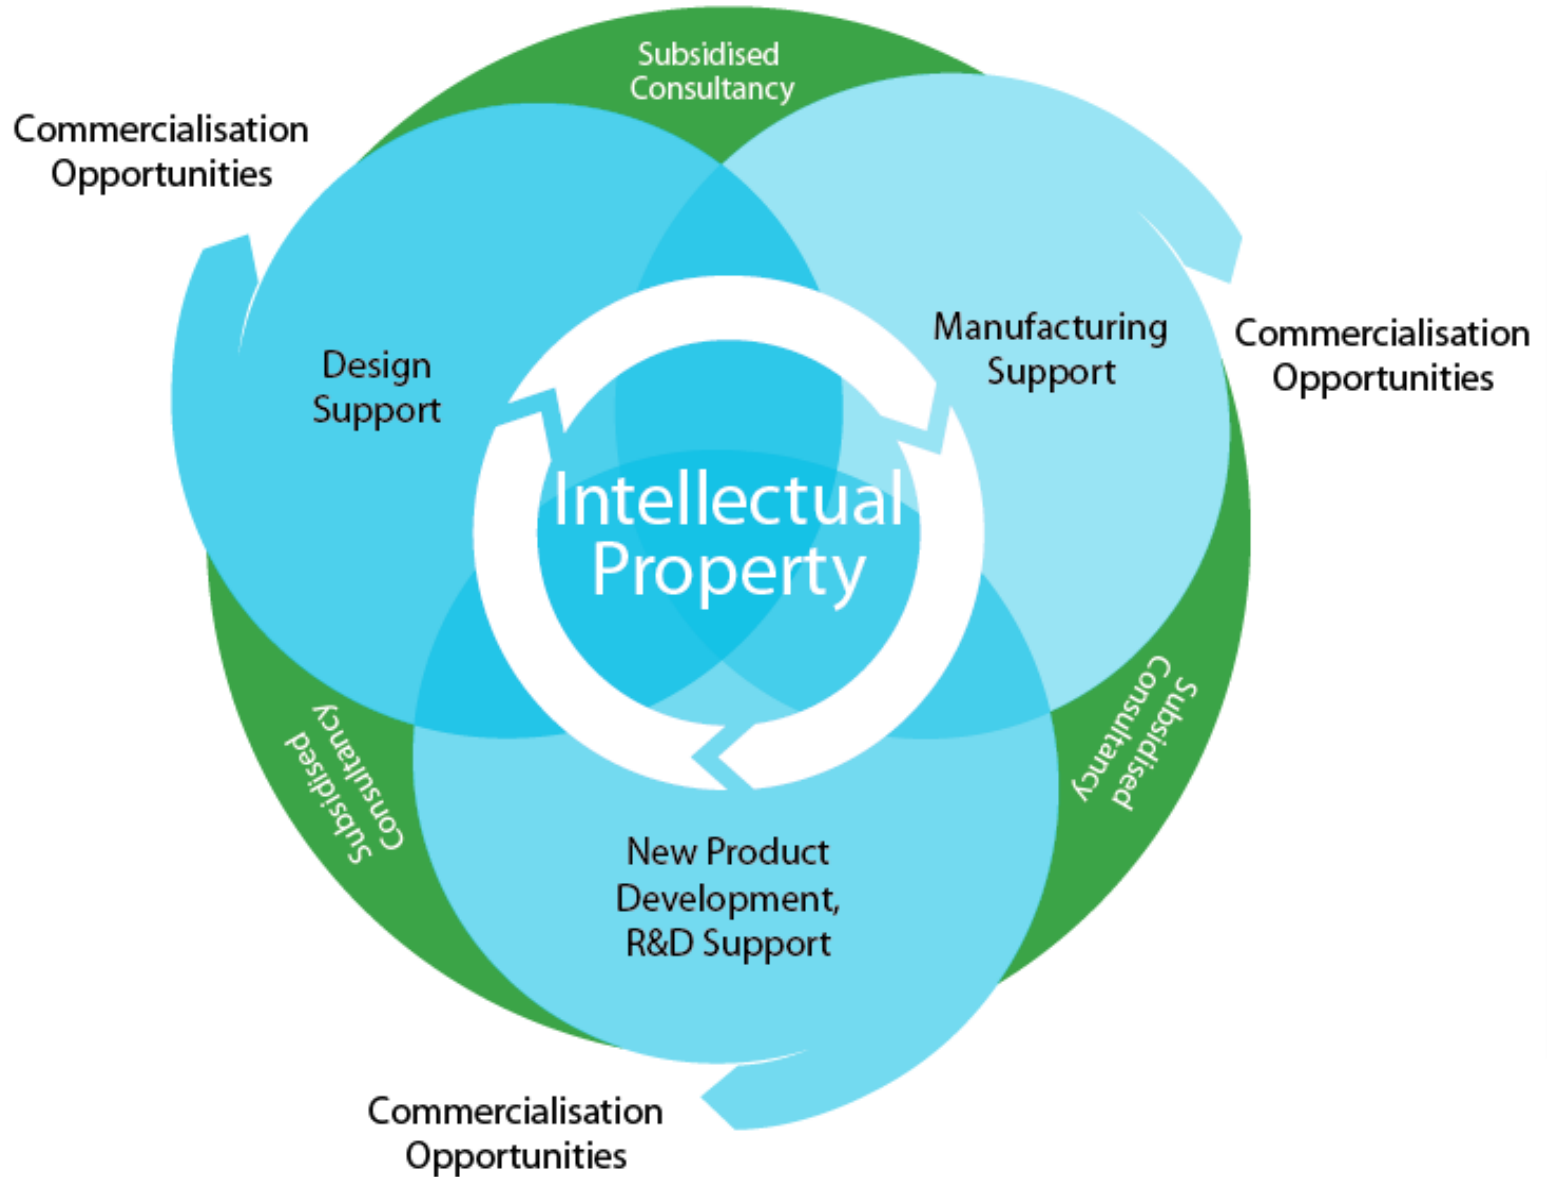 Subsidised
Consultancy
Commercialisation
Opportunities
Manufacturing
Support
Commercialisation
Opportunities
Design
Support
Intellectual
Property
Subsidised
Consultancy
Subsidised
Consultancy
New Product
Development,
R&D Support
Commercialisation
Opportunities